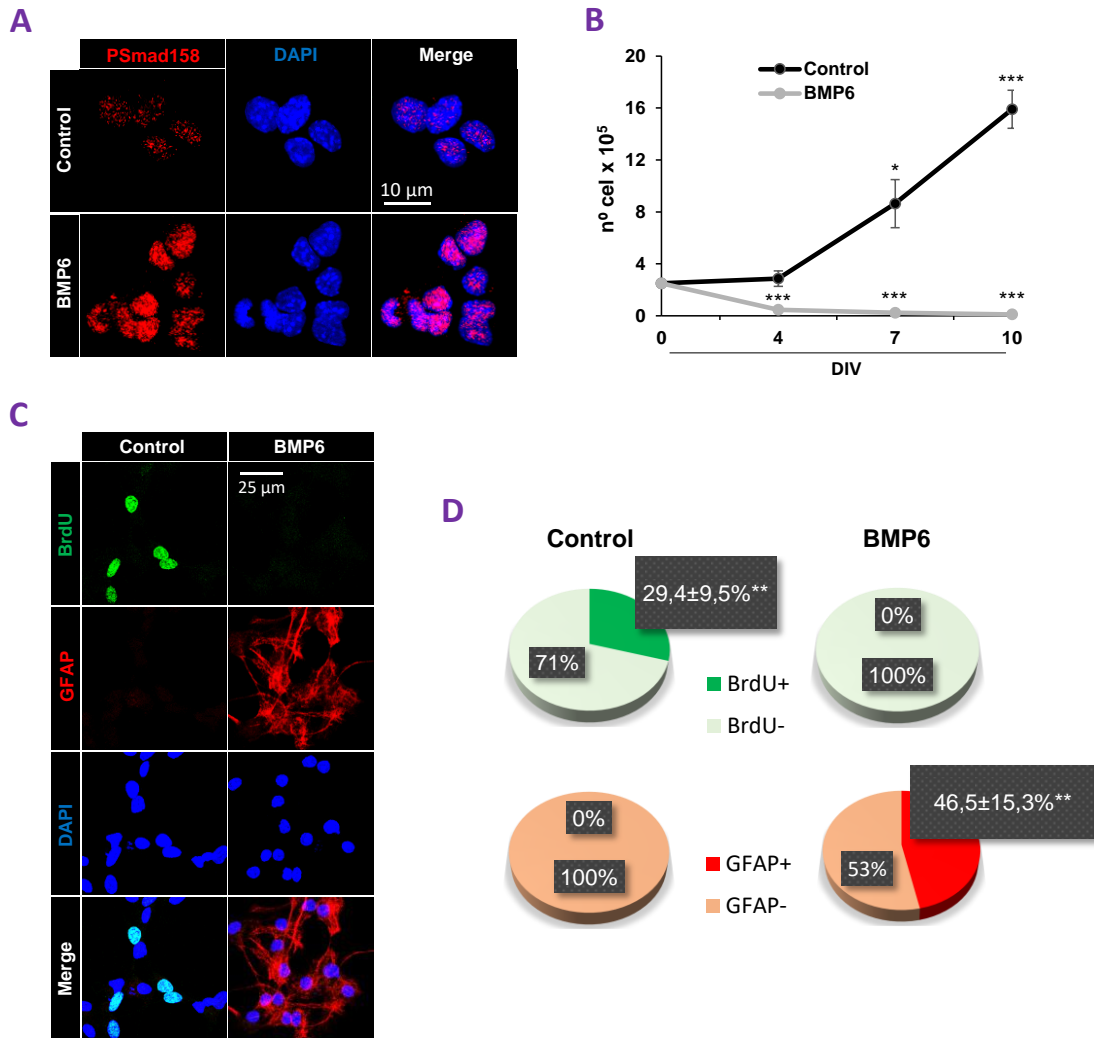 A
PSmad158 DAPI Merge
Control
10 µm
BMP6
B
20
16
12
8
4
0
nº cel x 10⁵
Control
BMP6
***
*
*** *** ***
0 4 7 10
DIV
C
Control BMP6
BrdU
25 µm
GFAP
DAPI
Merge
D
Control BMP6
29,4±9,5%**
71%
0%
100%
BrdU+
BrdU-
0%
100%
46,5±15,3%**
53%
GFAP+
GFAP-